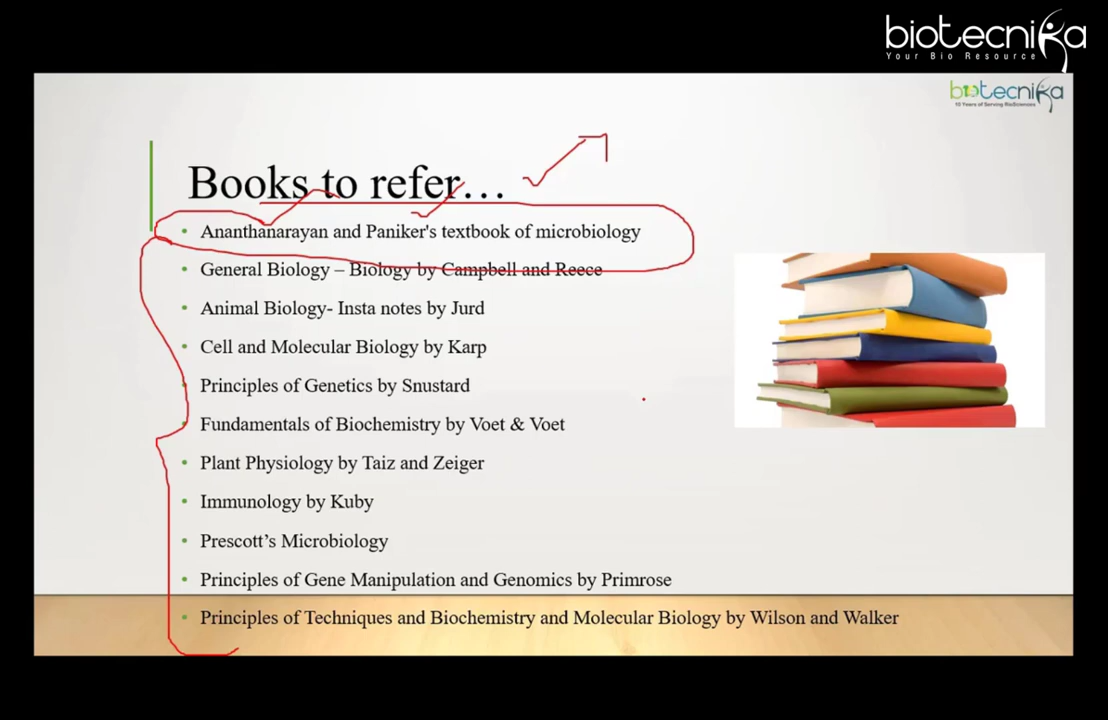 biotecnika
Your Bio Resource
biotecnika
10 Years of Serving BioSciences
Books to refer…
• Ananthanarayan and Paniker's textbook of microbiology
• General Biology – Biology by Campbell and Reece
• Animal Biology- Insta notes by Jurd
• Cell and Molecular Biology by Karp
• Principles of Genetics by Snustard
• Fundamentals of Biochemistry by Voet & Voet
• Plant Physiology by Taiz and Zeiger
• Immunology by Kuby
• Prescott’s Microbiology
• Principles of Gene Manipulation and Genomics by Primrose
• Principles of Techniques and Biochemistry and Molecular Biology by Wilson and Walker